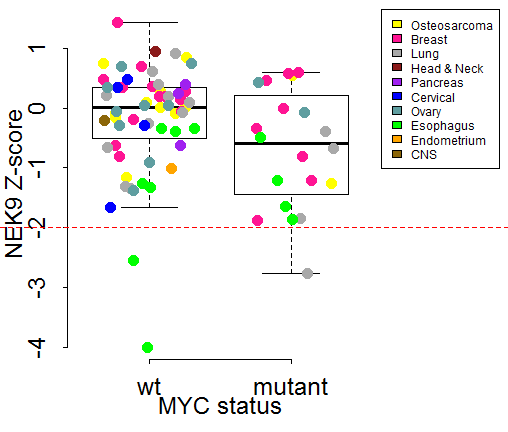 NEK9 Z-score
1
0
-1
-2
-3
-4
wt mutant
MYC status
Osteosarcoma
Breast
Lung
Head & Neck
Pancreas
Cervical
Ovary
Esophagus
Endometrium
CNS